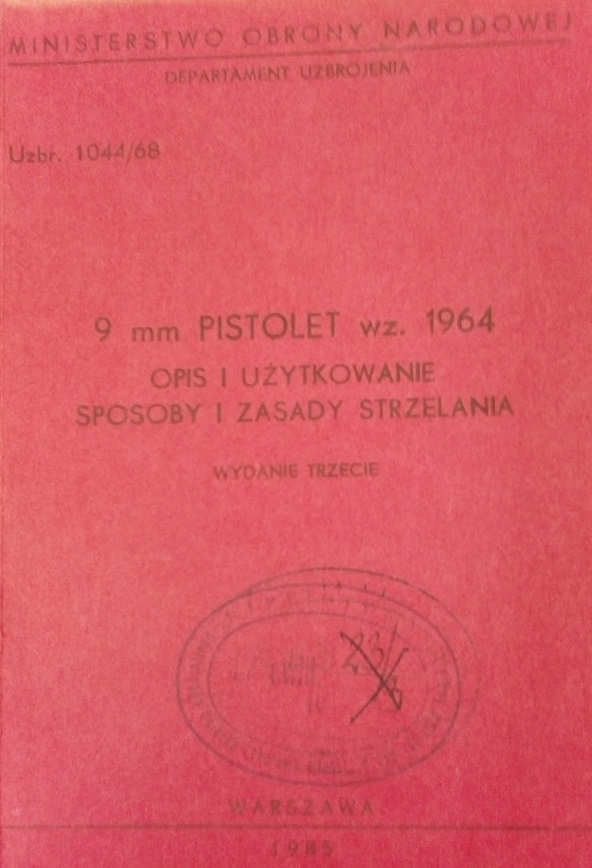 MINISTERSTWO OBRONY NARODOWEJ
DEPARTAMENT UZBROJENIA
Uzbr. 1044/68
9 mm PISTOLET wz. 1964
OPIS I UŻYTKOWANIE
SPOSOBY I ZASADY STRZELANIA
WYDANIE TRZECIE
WARSZAWA
1985